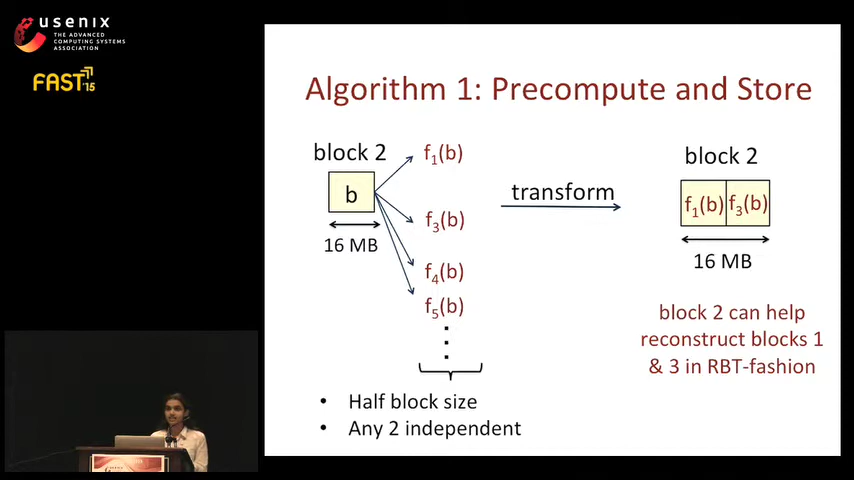 usenix
THE ADVANCED
COMPUTING SYSTEMS
ASSOCIATION
FAST '15
Algorithm 1: Precompute and Store
block 2
b
16 MB
f1(b)
f3(b)
f4(b)
f5(b)
transform
block 2
f1(b) f3(b)
16 MB
block 2 can help
reconstruct blocks 1
& 3 in RBT-fashion
• Half block size
• Any 2 independent